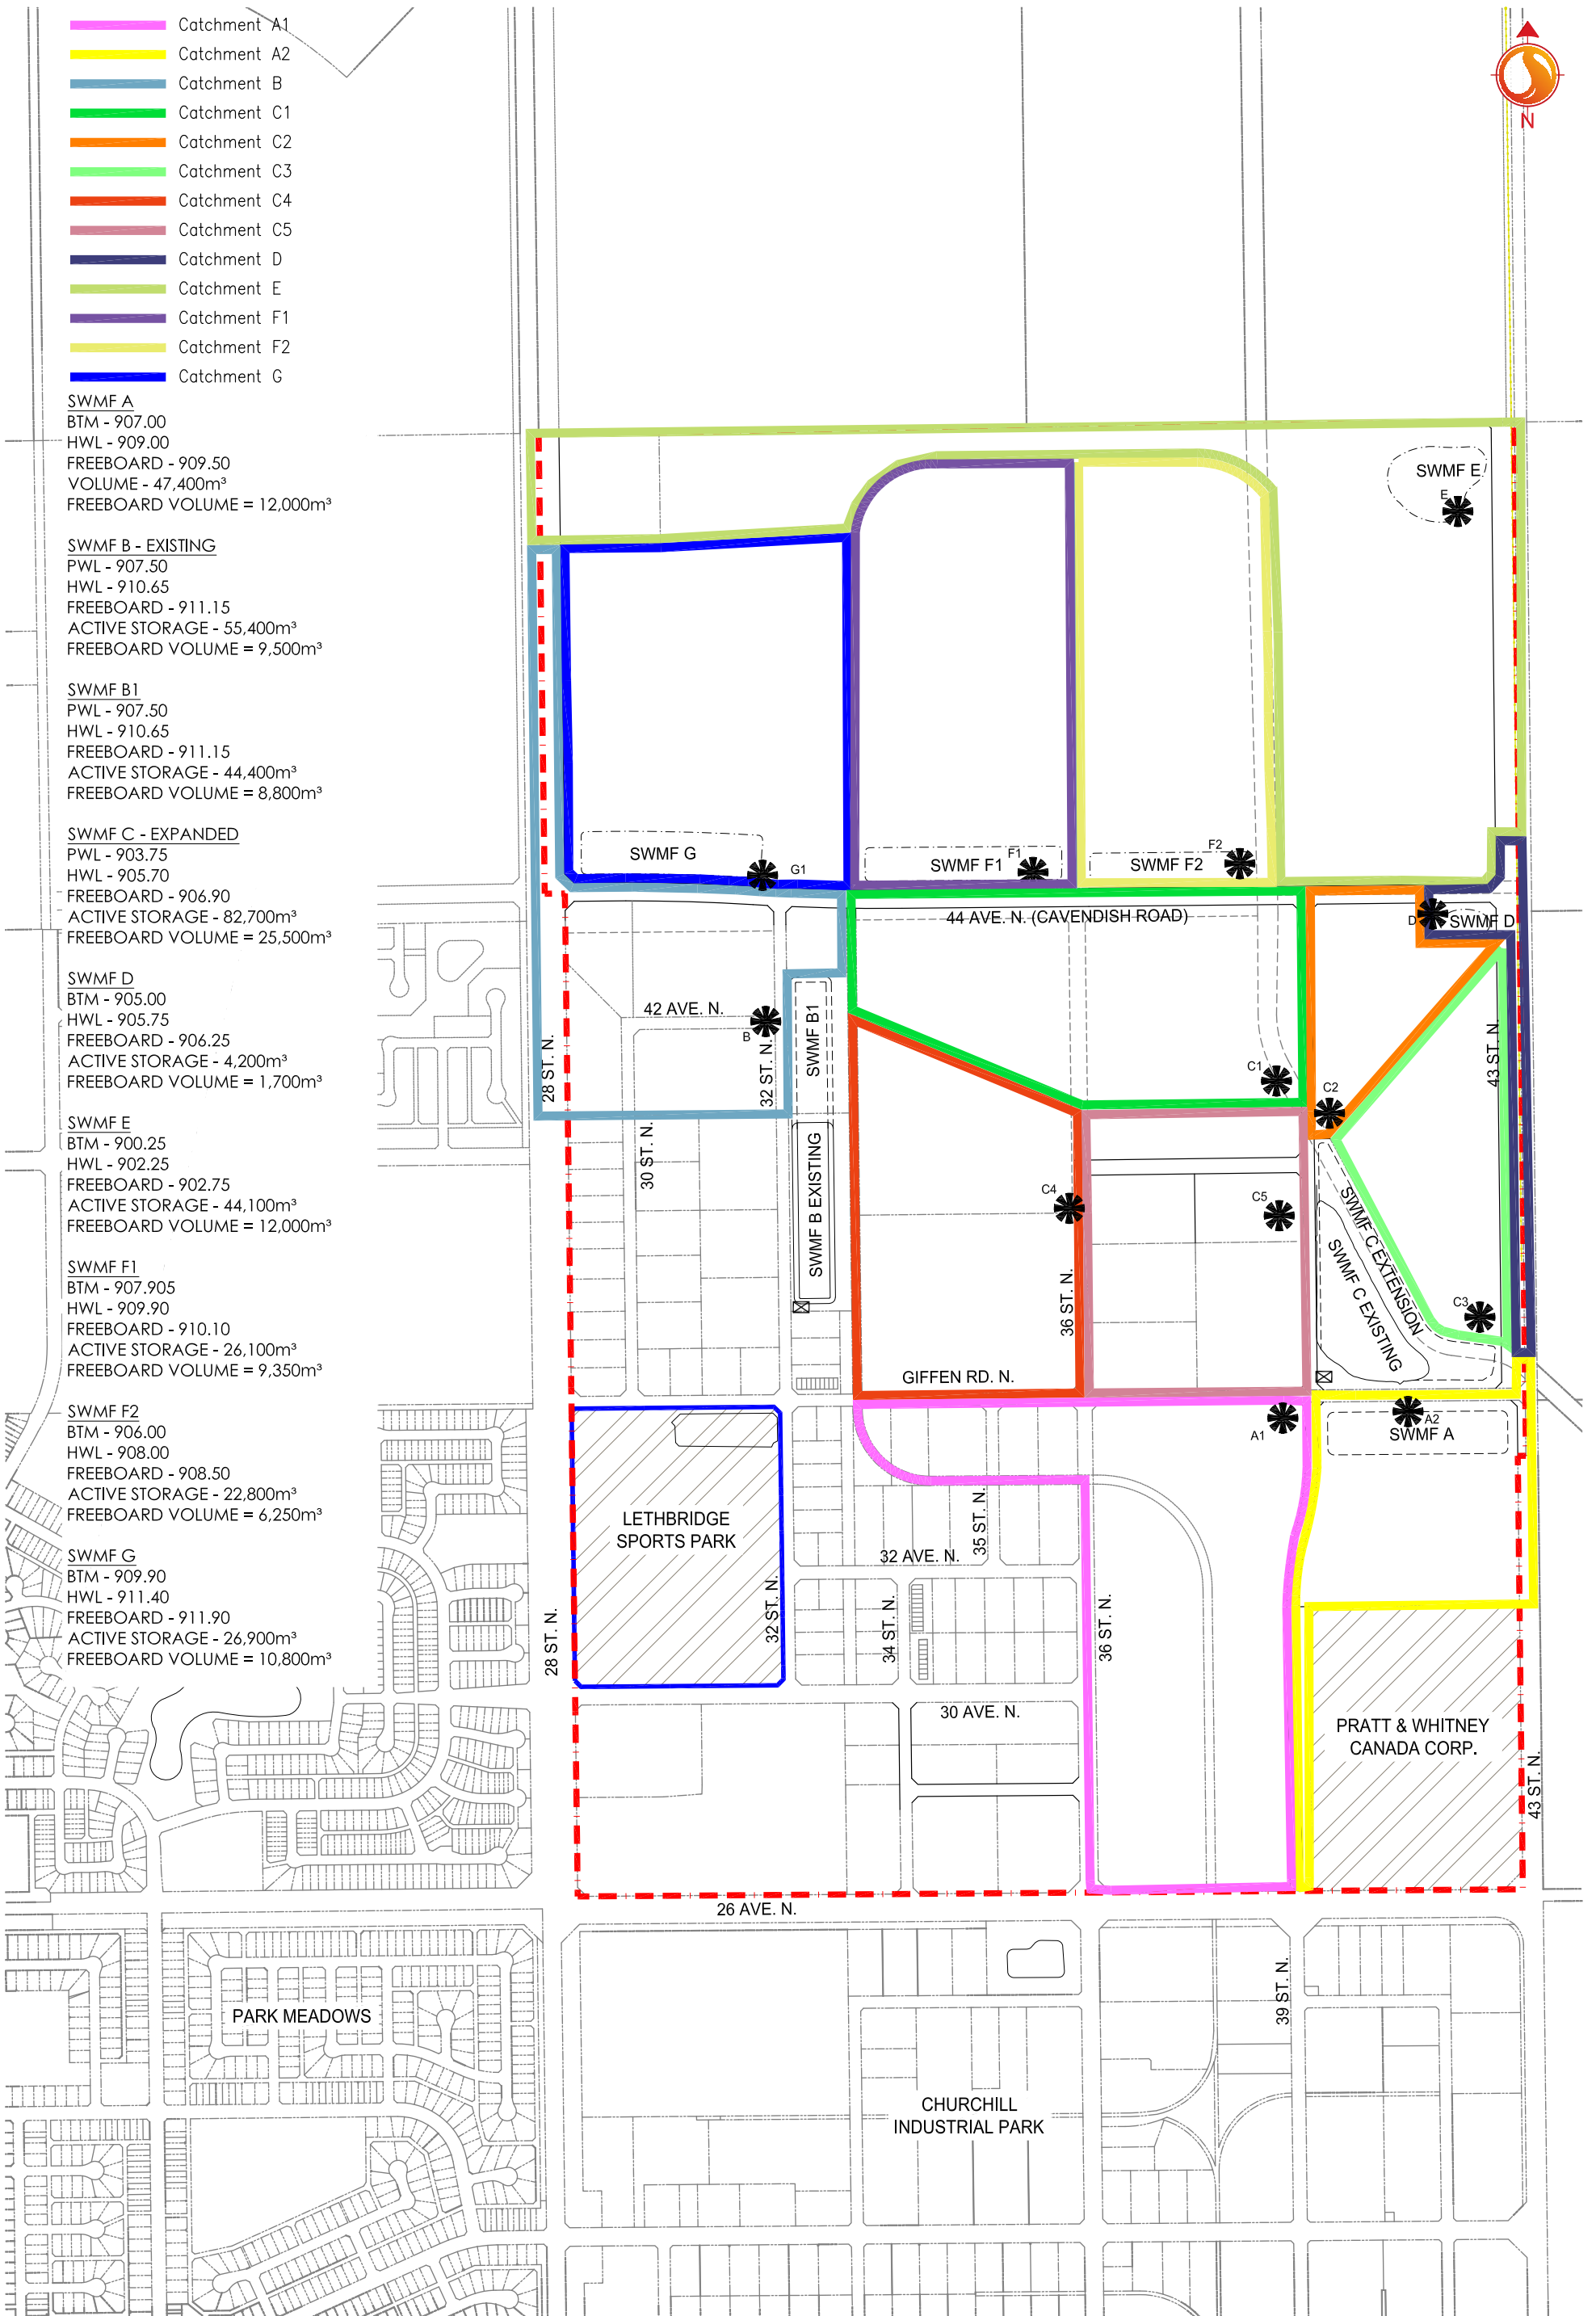 Catchment A1
Catchment A2
Catchment B
Catchment C1
Catchment C2
Catchment C3
Catchment C4
Catchment C5
Catchment D
Catchment E
Catchment F1
Catchment F2
Catchment G
SWMF A
BTM - 907.00
HWL - 909.00
FREEBOARD - 909.50
VOLUME - 47,400m³
FREEBOARD VOLUME = 12,000m³
SWMF B - EXISTING
PWL - 907.50
HWL - 910.65
FREEBOARD - 911.15
ACTIVE STORAGE - 55,400m³
FREEBOARD VOLUME = 9,500m³
SWMF B1
PWL - 907.50
HWL - 910.65
FREEBOARD - 911.15
ACTIVE STORAGE - 44,400m³
FREEBOARD VOLUME = 8,800m³
SWMF C - EXPANDED
PWL - 903.75
HWL - 905.70
FREEBOARD - 906.90
ACTIVE STORAGE - 82,700m³
FREEBOARD VOLUME = 25,500m³
SWMF D
BTM - 905.00
HWL - 905.75
FREEBOARD - 906.25
ACTIVE STORAGE - 4,200m³
FREEBOARD VOLUME = 1,700m³
SWMF E
BTM - 900.25
HWL - 902.25
FREEBOARD - 902.75
ACTIVE STORAGE - 44,100m³
FREEBOARD VOLUME = 12,000m³
SWMF F1
BTM - 907.905
HWL - 909.90
FREEBOARD - 910.10
ACTIVE STORAGE - 26,100m³
FREEBOARD VOLUME = 9,350m³
SWMF F2
BTM - 906.00
HWL - 908.00
FREEBOARD - 908.50
ACTIVE STORAGE - 22,800m³
FREEBOARD VOLUME = 6,250m³
SWMF G
BTM - 909.90
HWL - 911.40
FREEBOARD - 911.90
ACTIVE STORAGE - 26,900m³
FREEBOARD VOLUME = 10,800m³
N
SWMF E
E
SWMF G
G1
SWMF F1
F1
SWMF F2
F2
44 AVE. N. (CAVENDISH ROAD)
D
SWMF D
42 AVE. N.
B
SWMF B1
28 ST. N.
32 ST. N.
43 ST. N.
C1
C2
30 ST. N.
SWMF B EXISTING
C4
C5
SWMF C EXTENSION
SWMF C EXISTING
C3
36 ST. N.
GIFFEN RD. N.
A1
A2
SWMF A
LETHBRIDGE
SPORTS PARK
35 ST. N.
32 AVE. N.
32 ST. N.
34 ST. N.
36 ST. N.
28 ST. N.
30 AVE. N.
PRATT & WHITNEY
CANADA CORP.
43 ST. N.
26 AVE. N.
39 ST. N.
PARK MEADOWS
CHURCHILL
INDUSTRIAL PARK